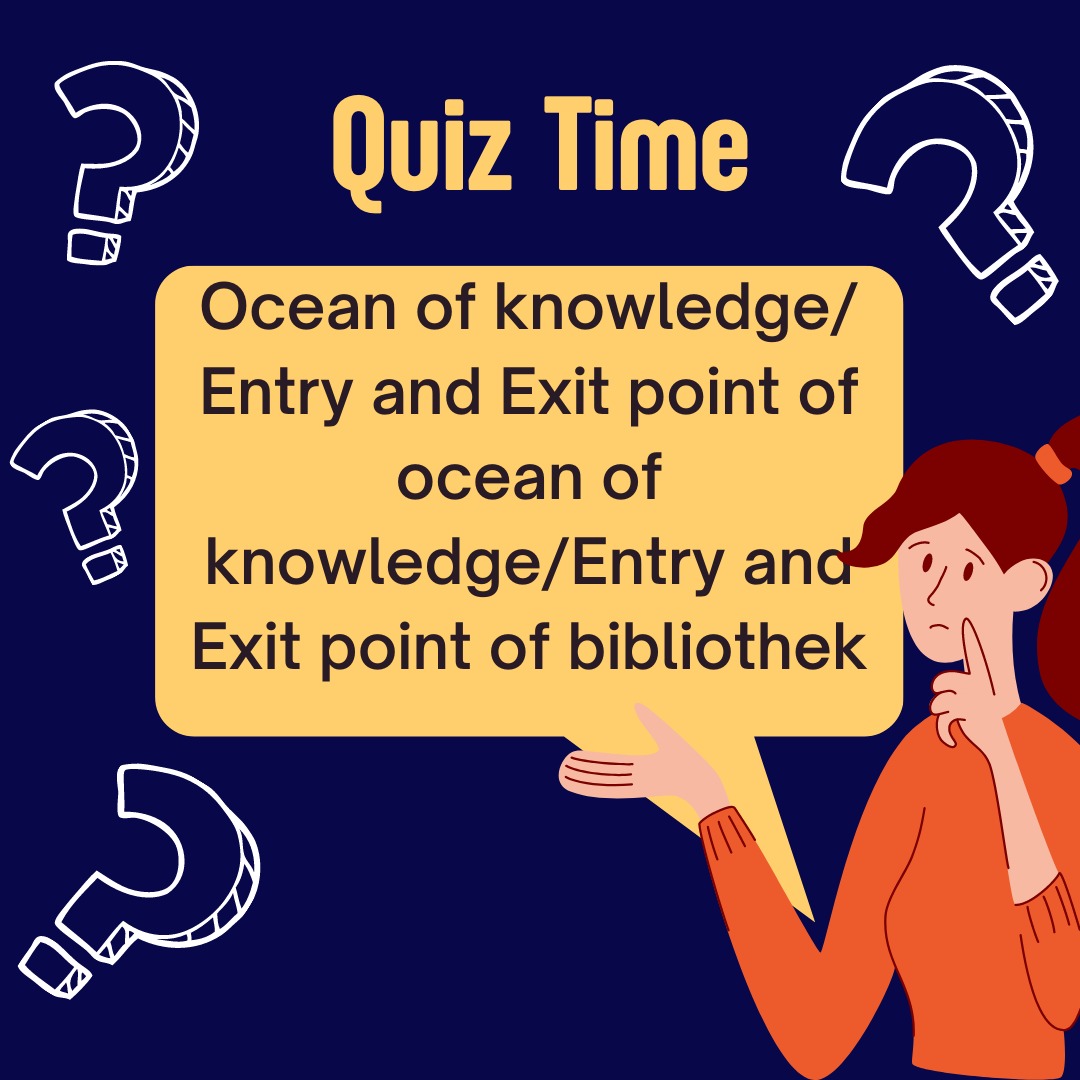 Quiz Time
Ocean of knowledge/
Entry and Exit point of
ocean of
knowledge/Entry and
Exit point of bibliothek